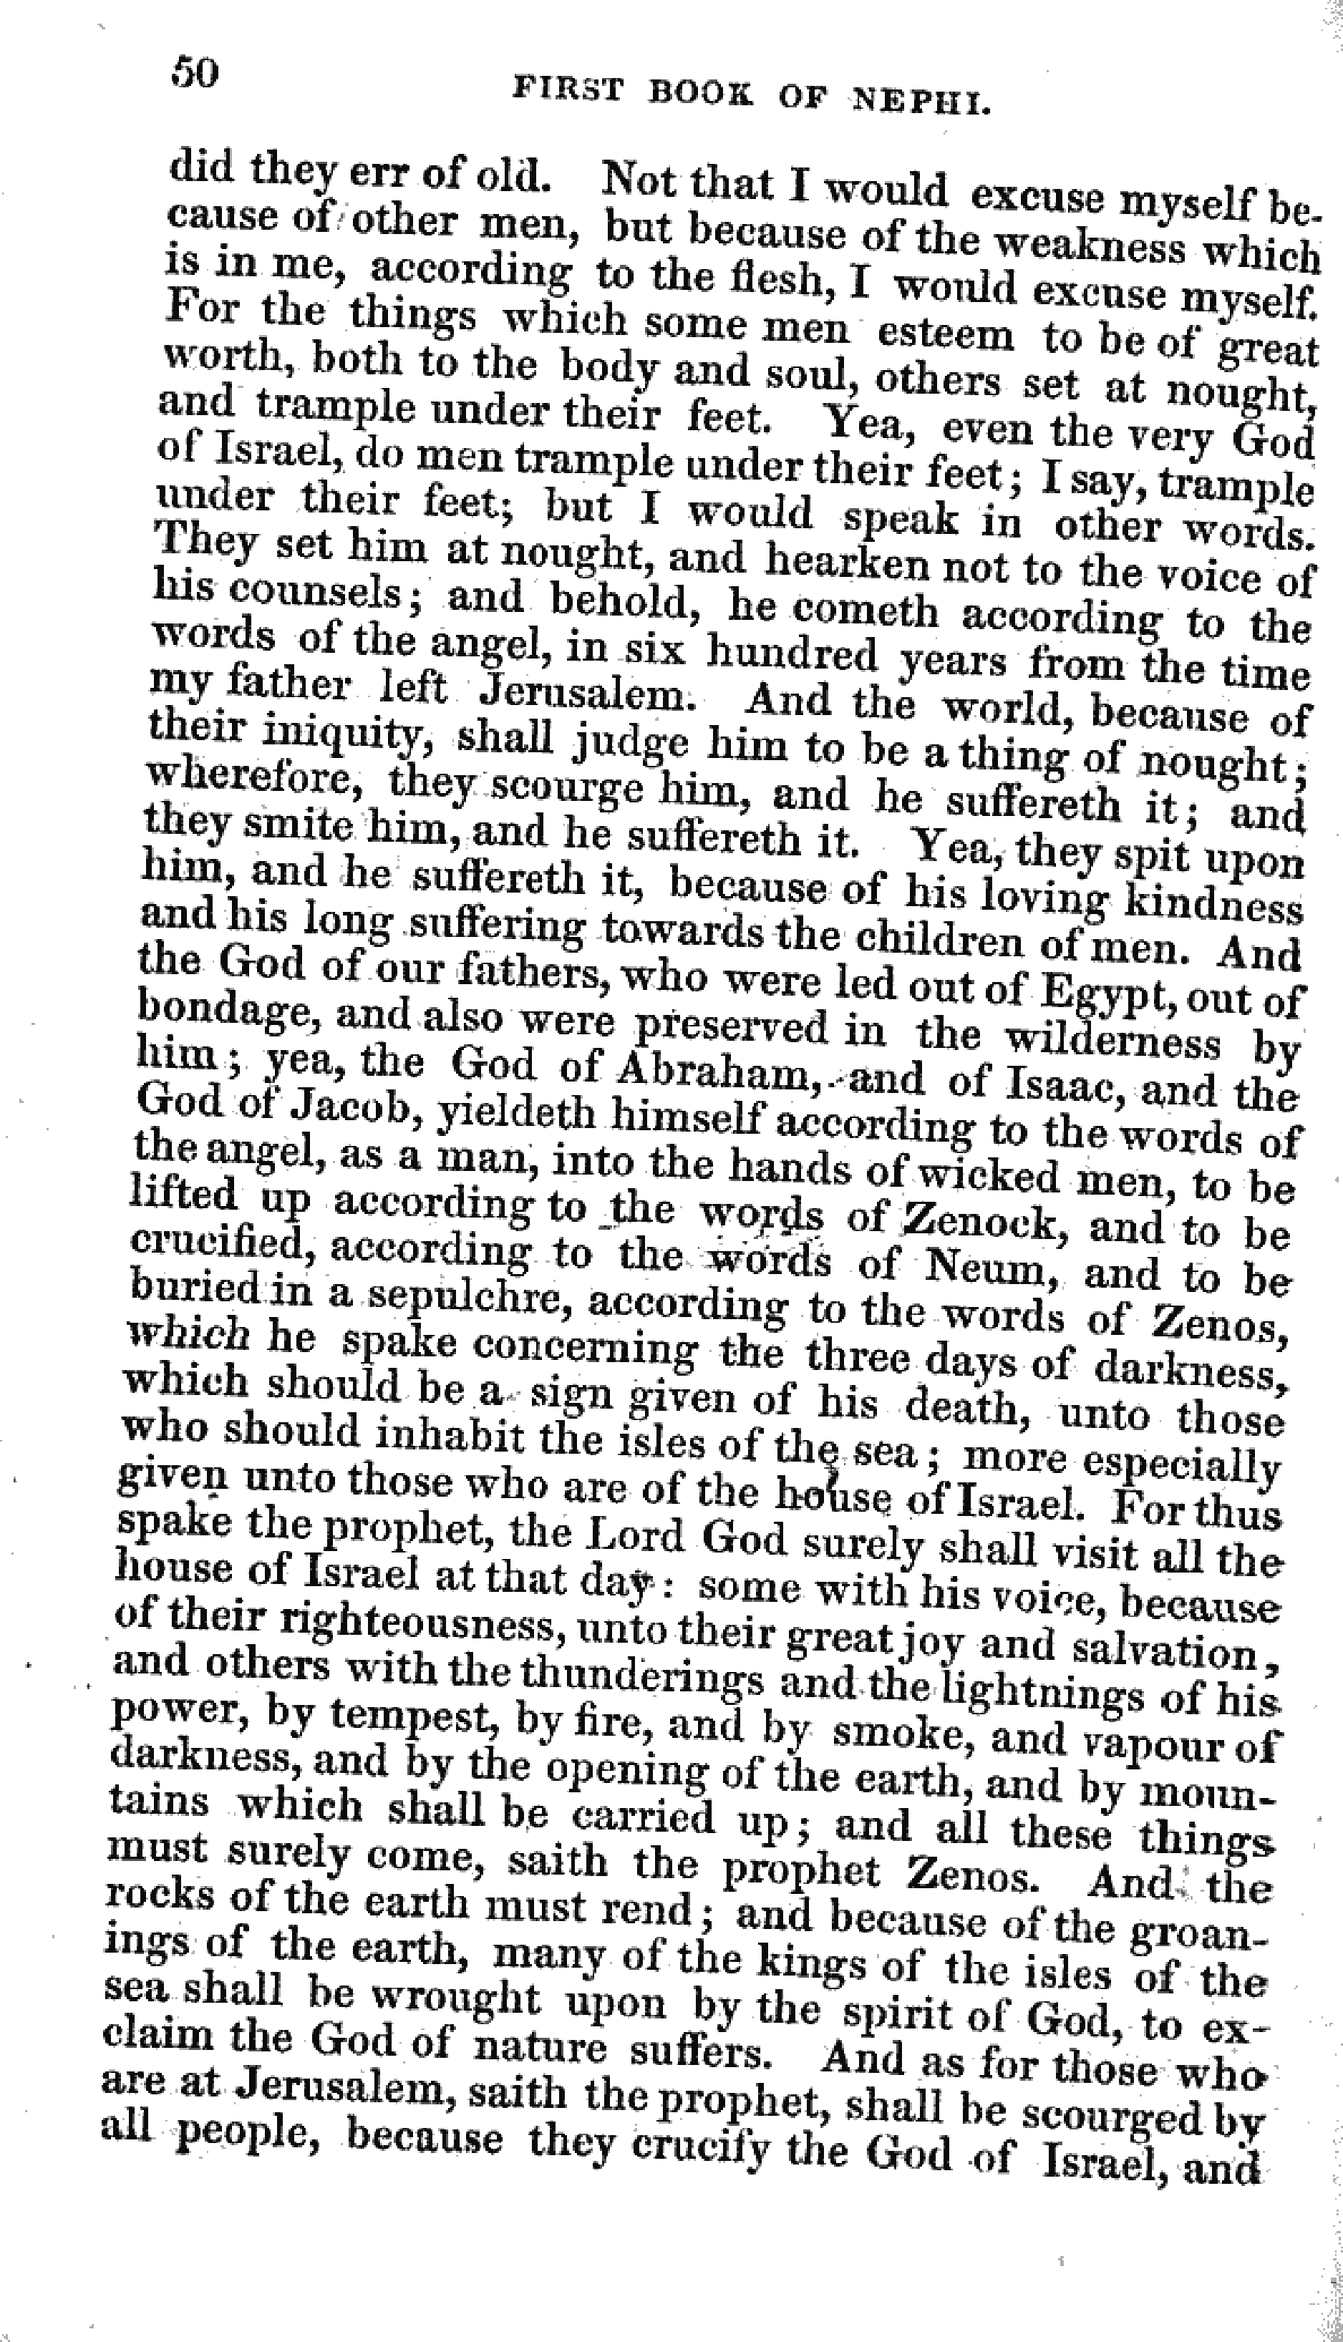 50
FIRST BOOK OF NEPHI.
did they err of old. Not that I would excuse myself be-
cause of other men, but because of the weakness which
is in me, according to the flesh, I would excuse myself.
For the things which some men esteem to be of great
worth, both to the body and soul, others set at nought,
and trample under their feet. Yea, even the very God
of Israel, do men trample under their feet; I say, trample
under their feet; but I would speak in other words.
They set him at nought, and hearken not to the voice of
his counsels; and behold, he cometh according to the
words of the angel, in six hundred years from the time
my father left Jerusalem. And the world, because of
their iniquity, shall judge him to be a thing of nought;
wherefore, they scourge him, and he suffereth it; and
they smite him, and he suffereth it. Yea, they spit upon
him, and he suffereth it, because of his loving kindness
and his long suffering towards the children of men. And
the God of our fathers, who were led out of Egypt, out of
bondage, and also were preserved in the wilderness by
him; yea, the God of Abraham, and of Isaac, and the
God of Jacob, yieldeth himself according to the words of
the angel, as a man, into the hands of wicked men, to be
lifted up according to the words of Zenock, and to be
crucified, according to the words of Neum, and to be
buried in a sepulchre, according to the words of Zenos,
which he spake concerning the three days of darkness,
which should be a sign given of his death, unto those
who should inhabit the isles of the sea; more especially
given unto those who are of the house of Israel. For thus
spake the prophet, the Lord God surely shall visit all the
house of Israel at that day: some with his voice, because
of their righteousness, unto their great joy and salvation,
and others with the thunderings and the lightnings of his
power, by tempest, by fire, and by smoke, and vapour of
darkness, and by the opening of the earth, and by moun-
tains which shall be carried up; and all these things
must surely come, saith the prophet Zenos. And the
rocks of the earth must rend; and because of the groan-
ings of the earth, many of the kings of the isles of the
sea shall be wrought upon by the spirit of God, to ex-
claim the God of nature suffers. And as for those who
are at Jerusalem, saith the prophet, shall be scourged by
all people, because they crucify the God of Israel, and